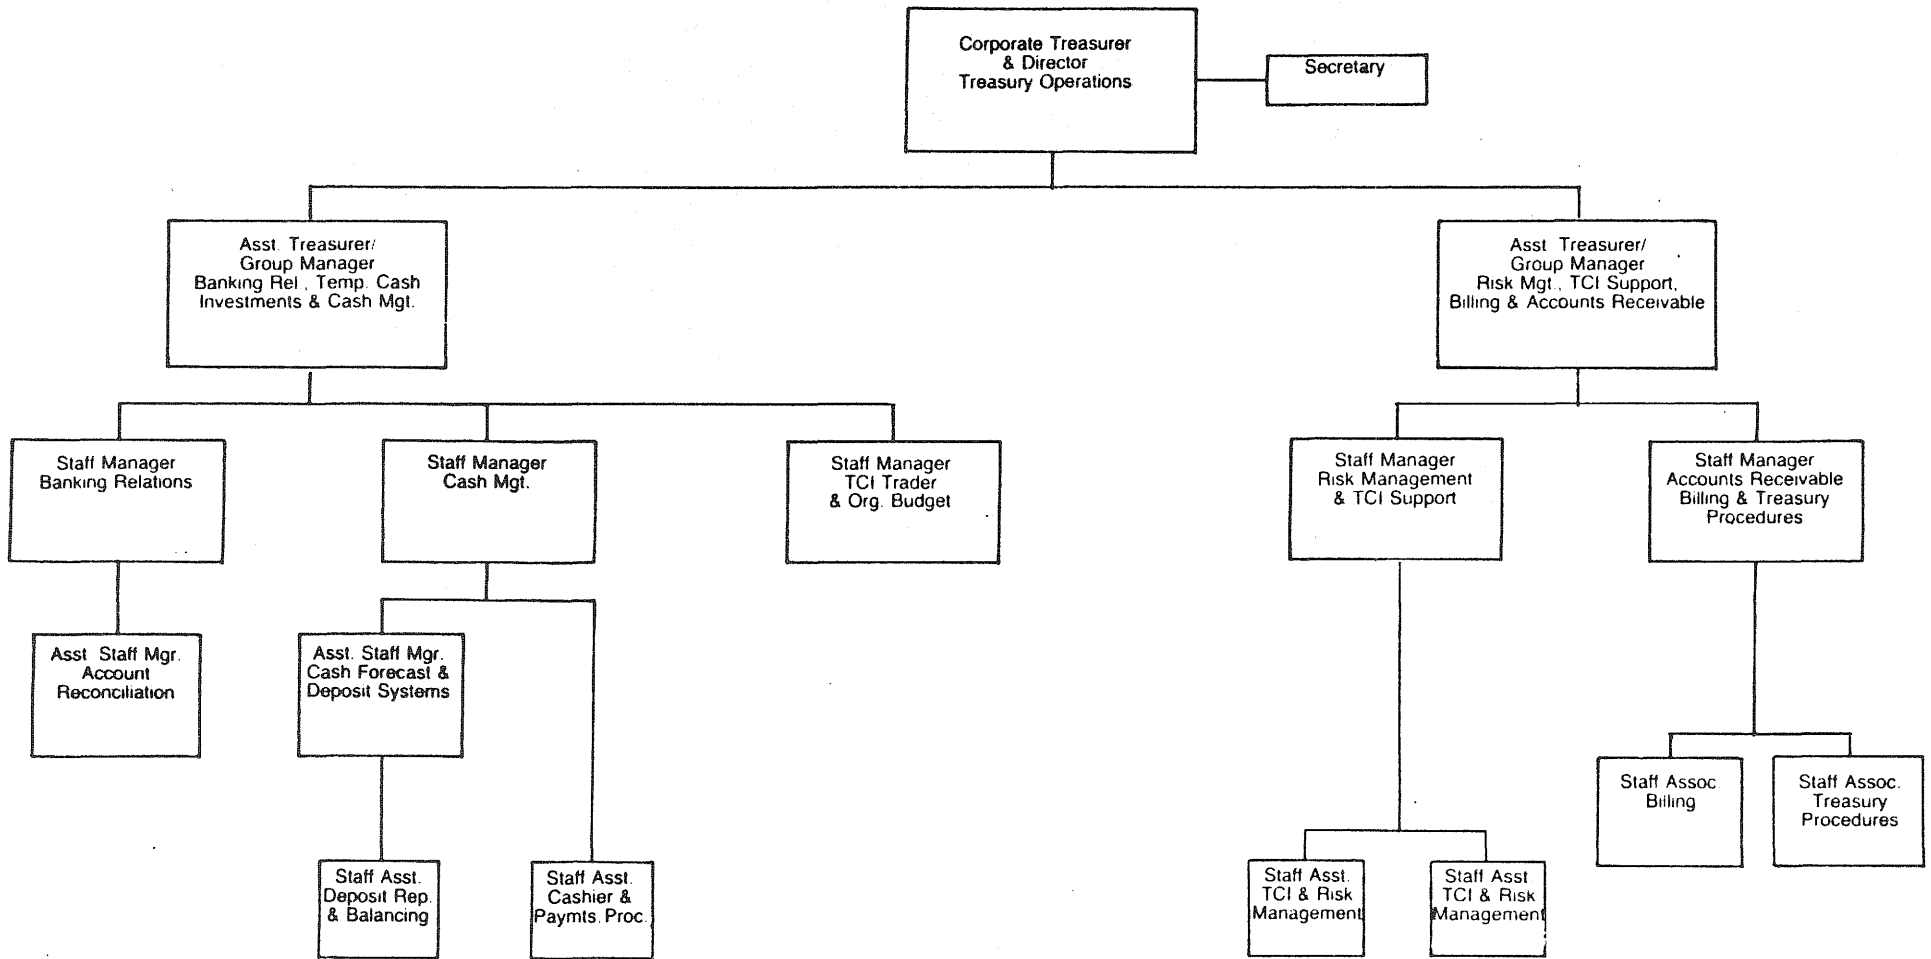 Corporate Treasurer
& Director
Treasury Operations
Secretary
Asst. Treasurer/
Group Manager
Banking Rel., Temp. Cash
Investments & Cash Mgt.
Asst Treasurer/
Group Manager
Risk Mgt., TCI Support,
Billing & Accounts Receivable
Staff Manager
Banking Relations
Staff Manager
Cash Mgt.
Staff Manager
TCI Trader
& Org. Budget
Staff Manager
Risk Management
& TCI Support
Staff Manager
Accounts Receivable
Billing & Treasury
Procedures
Asst Staff Mgr.
Account
Reconciliation
Asst. Staff Mgr.
Cash Forecast &
Deposit Systems
Staff Assoc.
Billing
Staff Assoc.
Treasury
Procedures
Staff Asst.
Deposit Rep.
& Balancing
Staff Asst.
Cashier &
Paymts. Proc.
Staff Asst.
TCI & Risk
Management
Staff Asst
TCI & Risk
Management